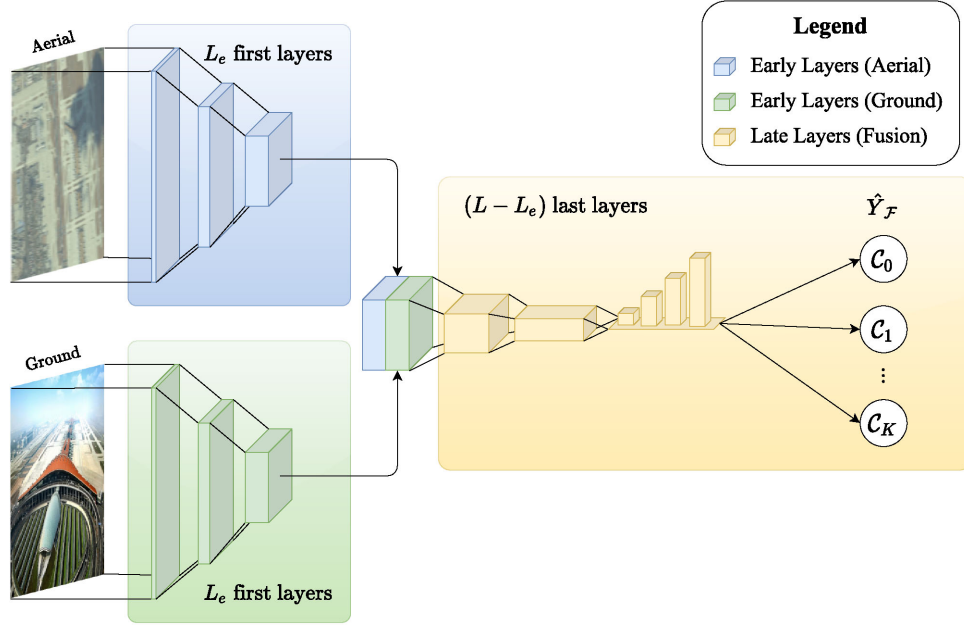 Aerial
L_e first layers
Legend
Early Layers (Aerial)
Early Layers (Ground)
Late Layers (Fusion)
(L − L_e) last layers
Ŷ_𝓕
𝓒_0
𝓒_1
⋮
𝓒_K
Ground
L_e first layers